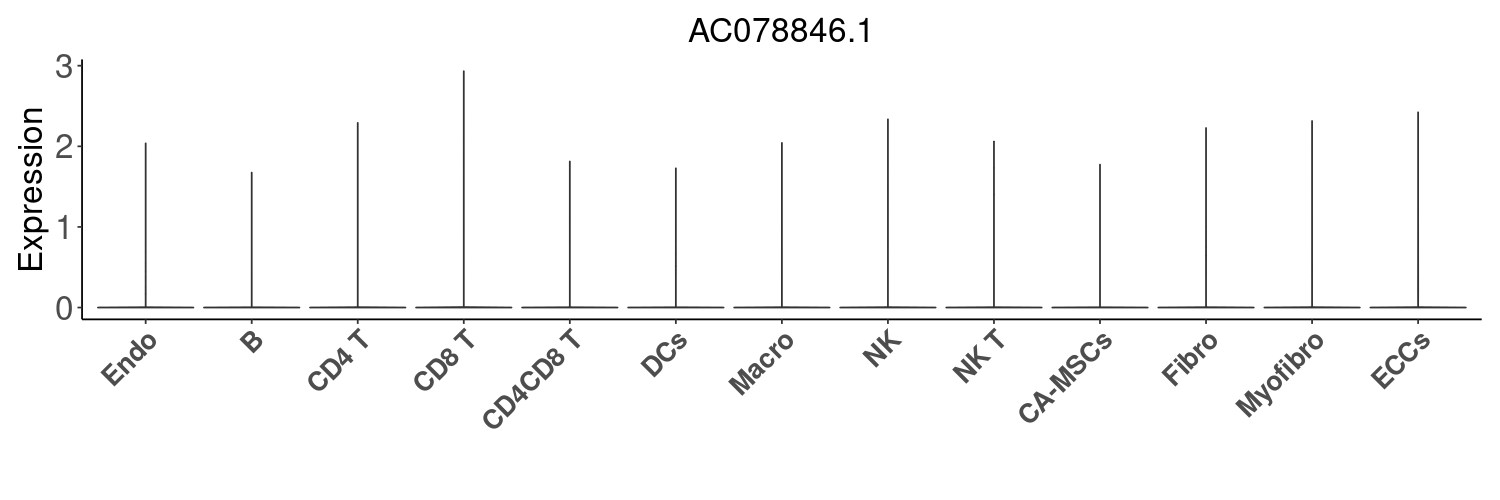 AC078846.1
Expression
3
2
1
0
Endo
B
CD4 T
CD8 T
CD4CD8 T
DCs
Macro
NK
NK T
CA-MSCs
Fibro
Myofibro
ECCs